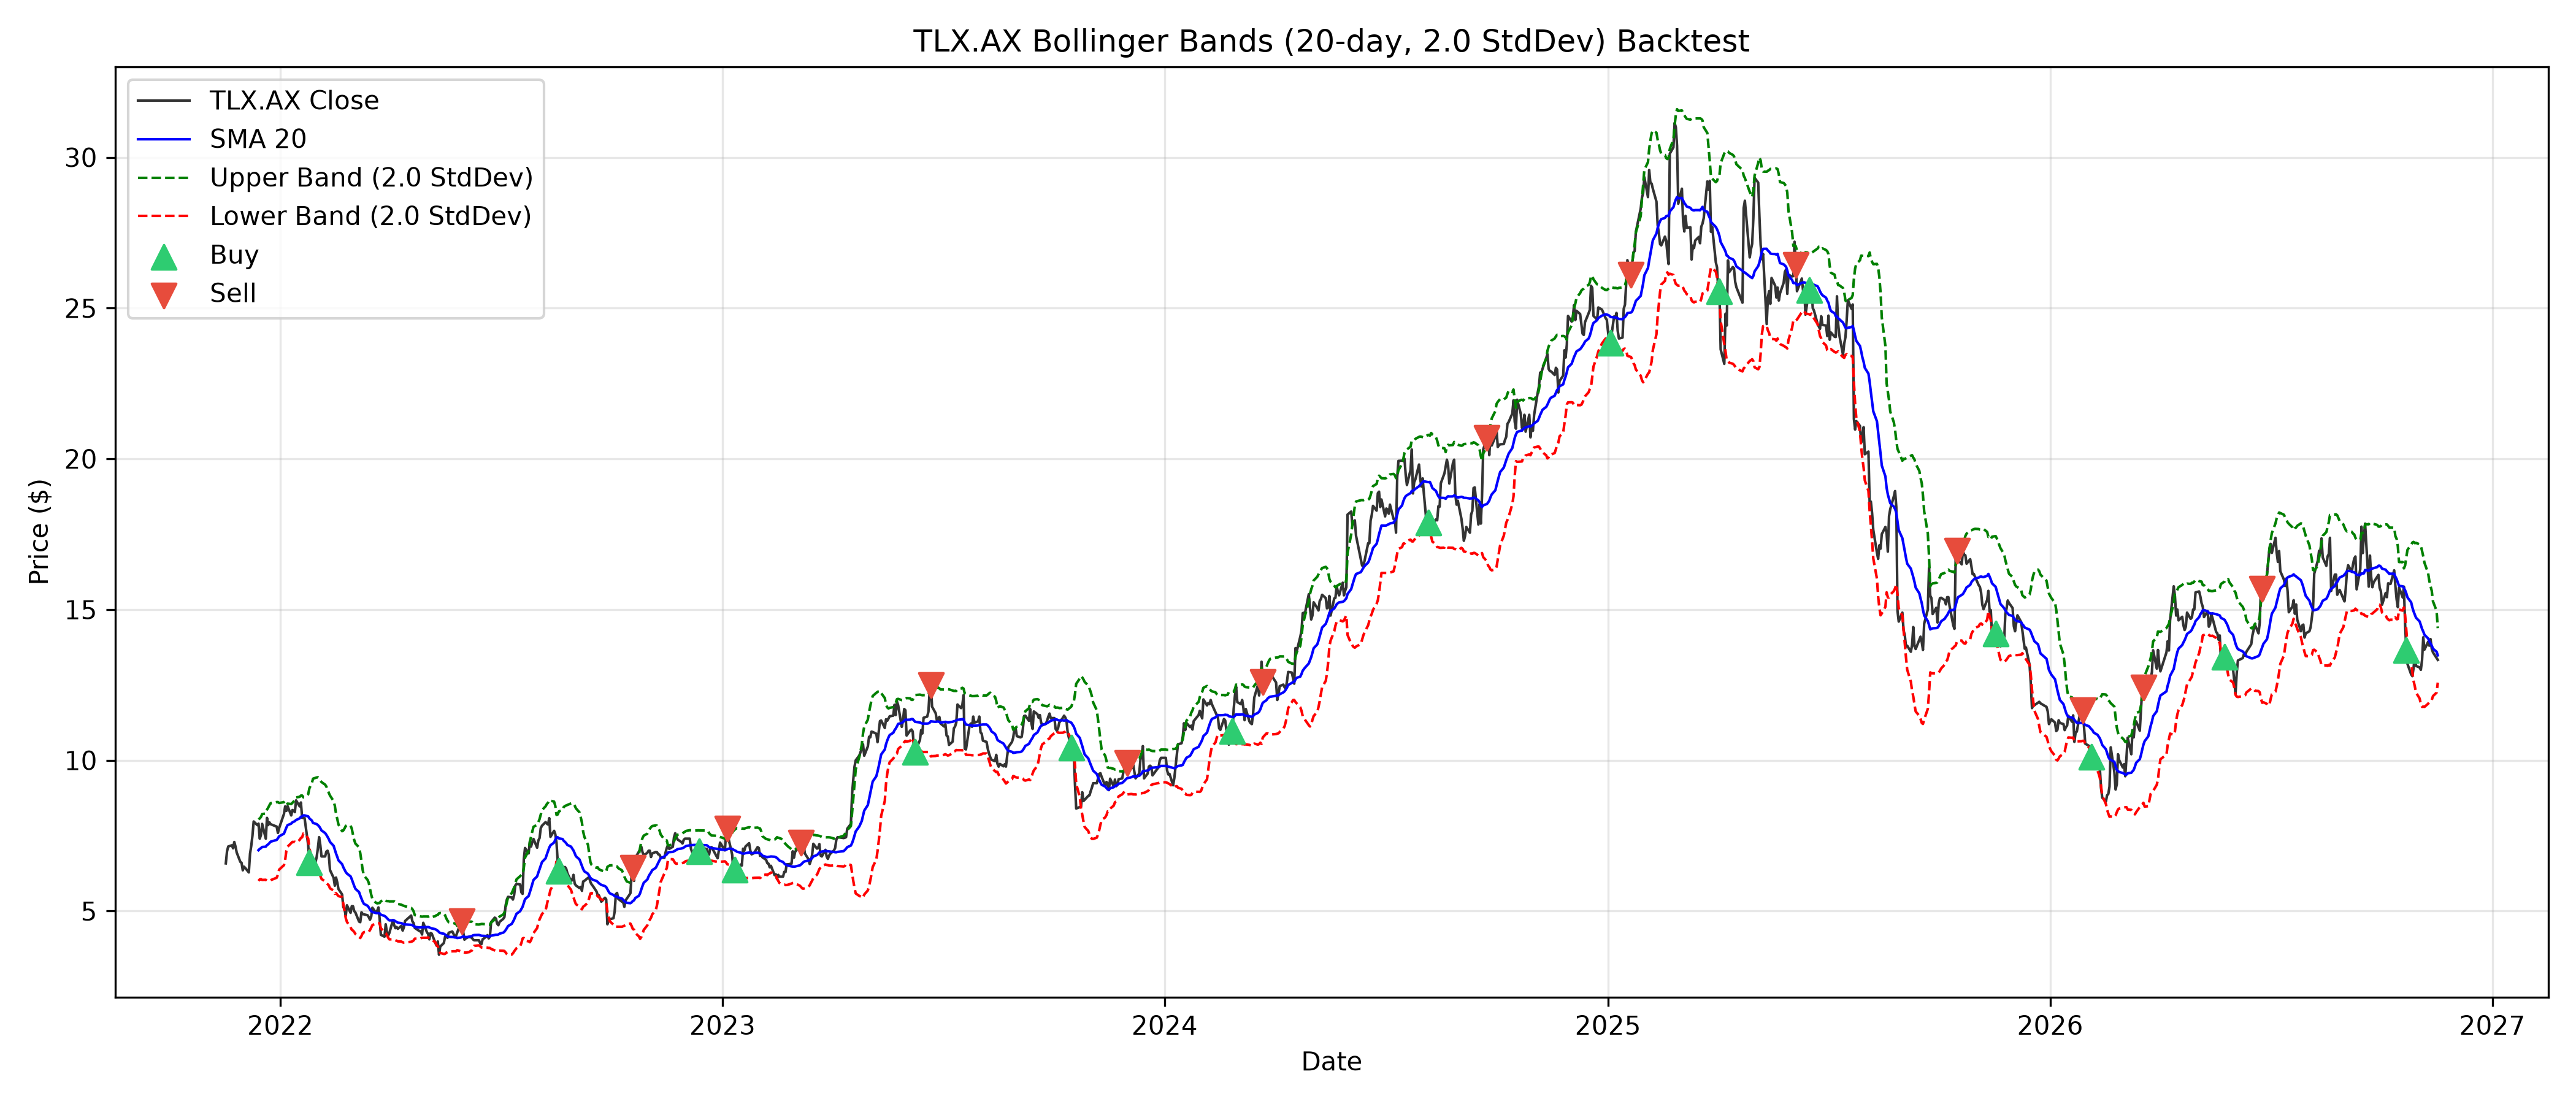 TLX.AX Bollinger Bands (20-day, 2.0 StdDev) Backtest
TLX.AX Close
SMA 20
Upper Band (2.0 StdDev)
Lower Band (2.0 StdDev)
Buy
Sell
Price ($)
30
25
20
15
10
5
2022
2023
2024
2025
2026
2027
Date